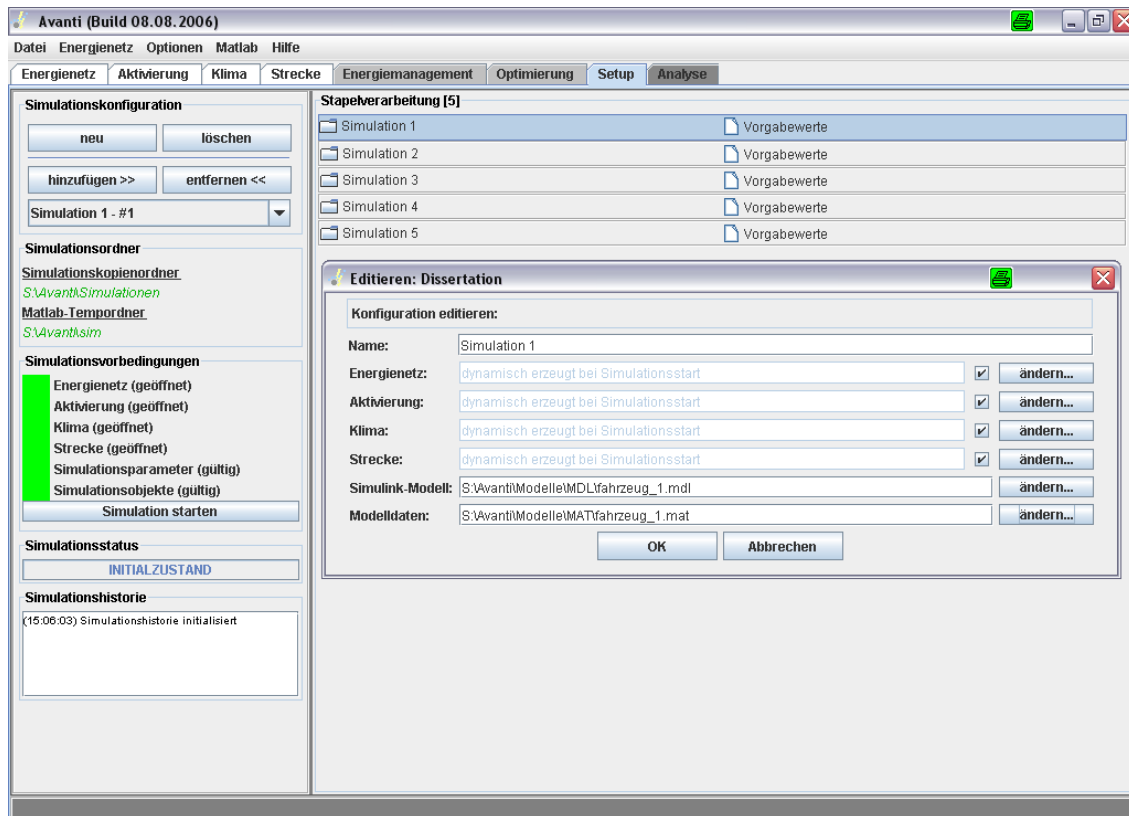 Avanti (Build 08.08.2006)
Datei Energienetz Optionen Matlab Hilfe
Energienetz Aktivierung Klima Strecke Energiemanagement Optimierung Setup Analyse
Simulationskonfiguration
neu löschen
hinzufügen >> entfernen <<
Simulation 1 - #1
Simulationsordner
Simulationskopienordner
S:\Avanti\Simulationen
Matlab-Tempordner
S:\Avanti\sim
Simulationsvorbedingungen
Energienetz (geöffnet)
Aktivierung (geöffnet)
Klima (geöffnet)
Strecke (geöffnet)
Simulationsparameter (gültig)
Simulationsobjekte (gültig)
Simulation starten
Simulationsstatus
INITIALZUSTAND
Simulationshistorie
(15:06:03) Simulationshistorie initialisiert
Stapelverarbeitung [5]
Simulation 1 Vorgabewerte
Simulation 2 Vorgabewerte
Simulation 3 Vorgabewerte
Simulation 4 Vorgabewerte
Simulation 5 Vorgabewerte
Editieren: Dissertation
Konfiguration editieren:
Name: Simulation 1
Energienetz: dynamisch erzeugt bei Simulationsstart ändern...
Aktivierung: dynamisch erzeugt bei Simulationsstart ändern...
Klima: dynamisch erzeugt bei Simulationsstart ändern...
Strecke: dynamisch erzeugt bei Simulationsstart ändern...
Simulink-Modell: S:\Avanti\Modelle\MDL\fahrzeug_1.mdl ändern...
Modelldaten: S:\Avanti\Modelle\MAT\fahrzeug_1.mat ändern...
OK Abbrechen